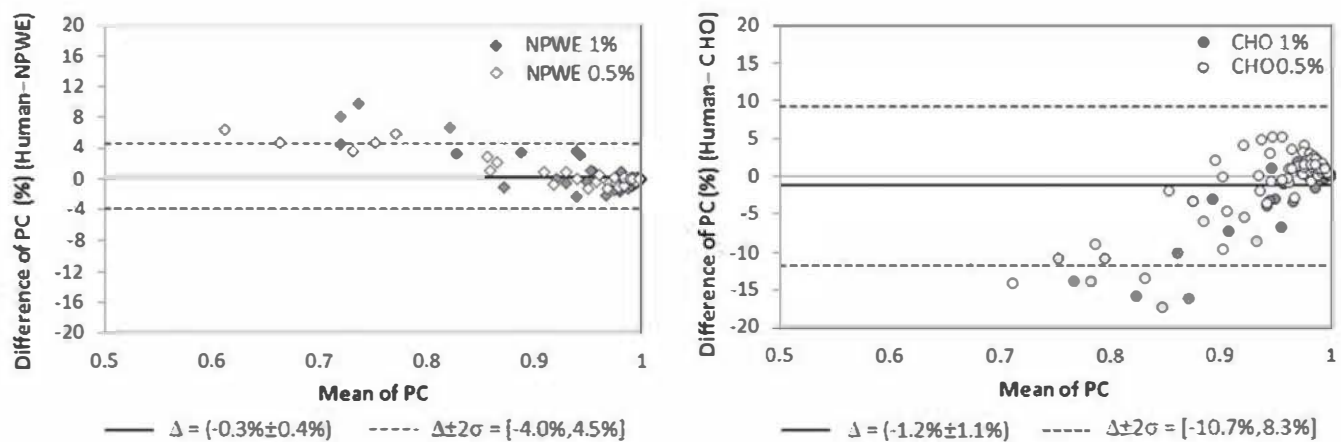 Difference of PC (%) (Human–NPWE)
20
16
12
8
4
0
-4
-8
-12
-16
-20
NPWE 1%
NPWE 0.5%
0.5 0.6 0.7 0.8 0.9 1
Mean of PC
Δ = (-0.3%±0.4%) Δ±2σ = [-4.0%,4.5%]
Difference of PC (%) (Human–CHO)
20
15
10
5
0
-5
-10
-15
-20
CHO 1%
CHO 0.5%
0.5 0.6 0.7 0.8 0.9 1
Mean of PC
Δ = (-1.2%±1.1%) Δ±2σ = [-10.7%,8.3%]